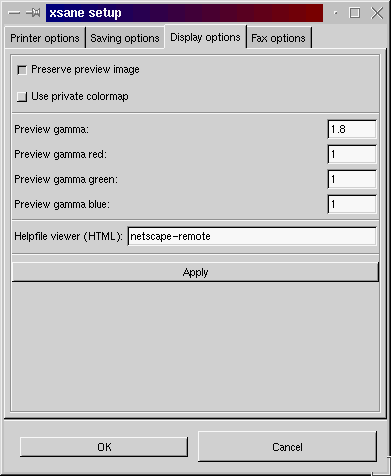 xsane setup
Printer options Saving options Display options Fax options
Preserve preview image
Use private colormap
Preview gamma: 1.8
Preview gamma red: 1
Preview gamma green: 1
Preview gamma blue: 1
Helpfile viewer (HTML): netscape-remote
Apply
OK Cancel